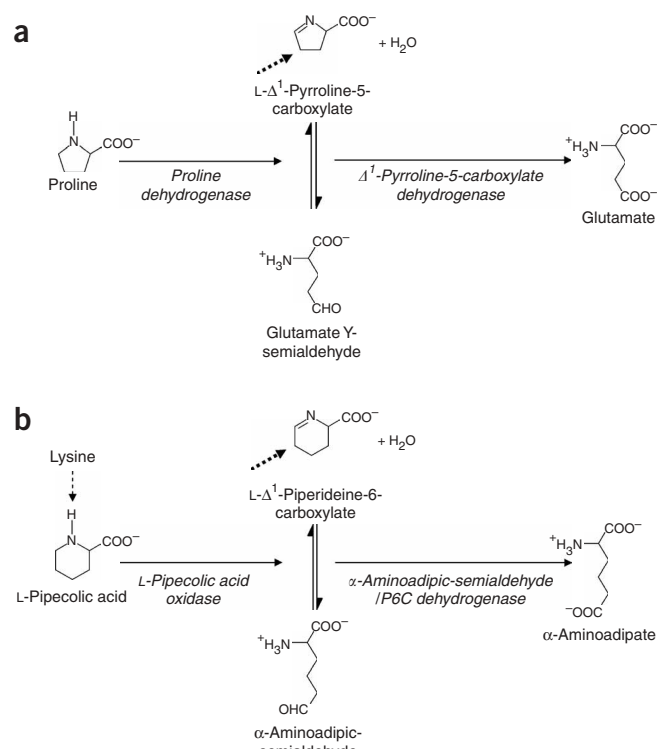 a
N
COO⁻
+ H₂O
L-Δ¹-Pyrroline-5-
carboxylate
H
N
COO⁻
Proline
Proline
dehydrogenase
Δ¹-Pyrroline-5-carboxylate
dehydrogenase
⁺H₃N
COO⁻
COO⁻
Glutamate
COO⁻
⁺H₃N
CHO
Glutamate Y-
semialdehyde
b
N
COO⁻
+ H₂O
Lysine
L-Δ¹-Piperideine-6-
carboxylate
H
N
COO⁻
L-Pipecolic acid
L-Pipecolic acid
oxidase
α-Aminoadipic-semialdehyde
/P6C dehydrogenase
COO⁻
⁺H₃N
⁻OOC
α-Aminoadipate
COO⁻
⁺H₃N
OHC
α-Aminoadipic-